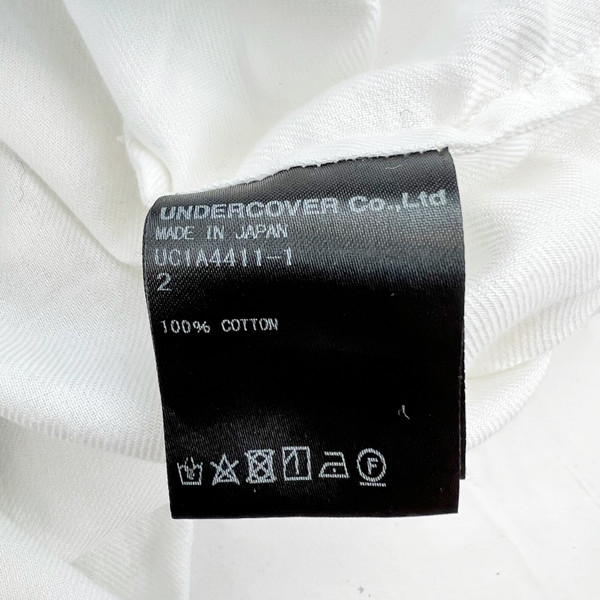 UNDERCOVER Co.,Ltd
MADE IN JAPAN
UC1A4411-1
2
100% COTTON
F